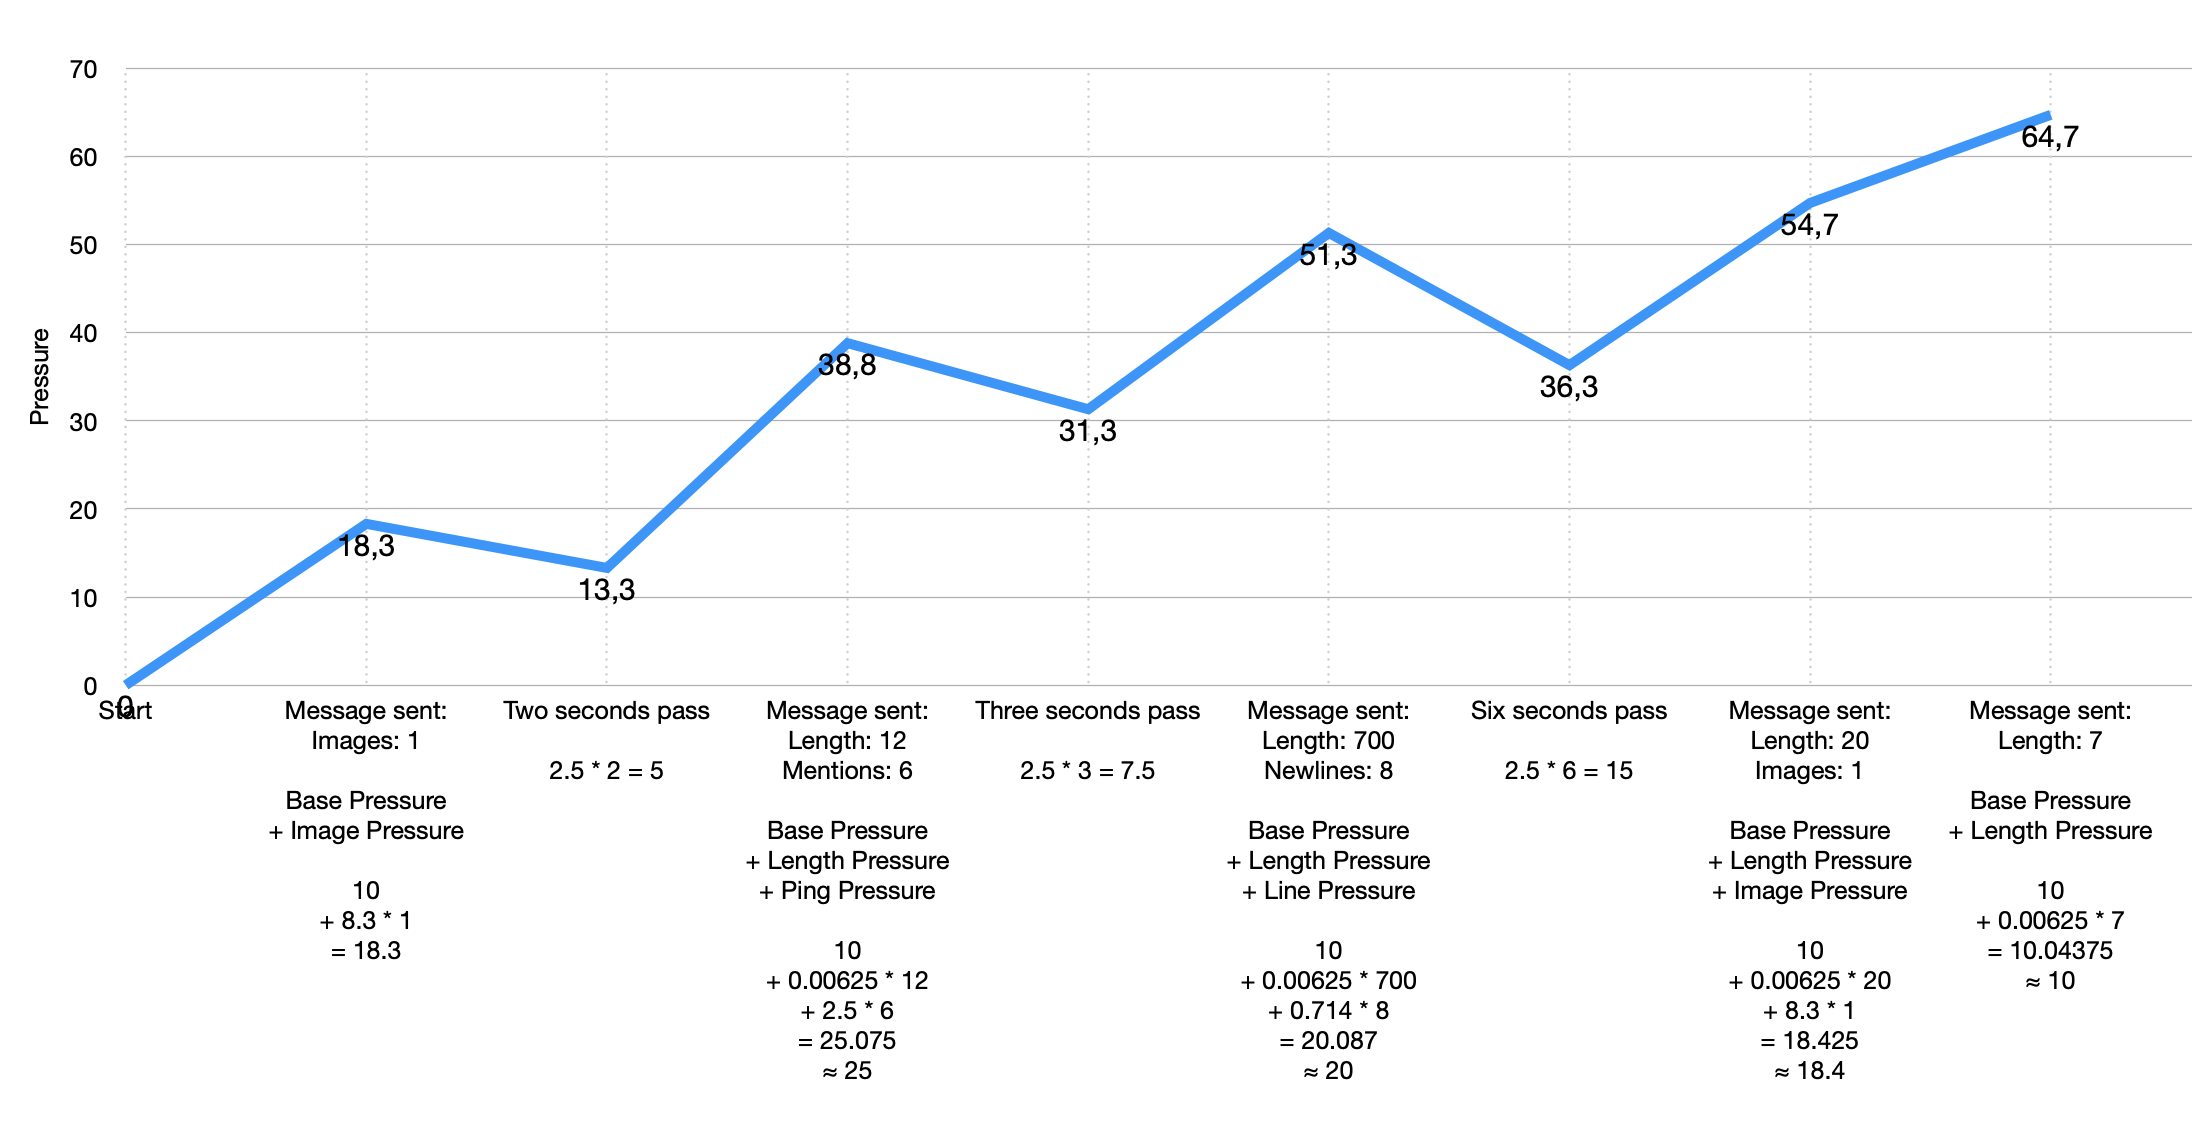 70
60
50
40
30
20
10
0
Pressure
0
18,3
13,3
38,8
31,3
51,3
36,3
54,7
64,7
Start
Message sent:
Images: 1
Base Pressure
+ Image Pressure
10
+ 8.3 * 1
= 18.3
Two seconds pass
2.5 * 2 = 5
Message sent:
Length: 12
Mentions: 6
Base Pressure
+ Length Pressure
+ Ping Pressure
10
+ 0.00625 * 12
+ 2.5 * 6
= 25.075
≈ 25
Three seconds pass
2.5 * 3 = 7.5
Message sent:
Length: 700
Newlines: 8
Base Pressure
+ Length Pressure
+ Line Pressure
10
+ 0.00625 * 700
+ 0.714 * 8
= 20.087
≈ 20
Six seconds pass
2.5 * 6 = 15
Message sent:
Length: 20
Images: 1
Base Pressure
+ Length Pressure
+ Image Pressure
10
+ 0.00625 * 20
+ 8.3 * 1
= 18.425
≈ 18.4
Message sent:
Length: 7
Base Pressure
+ Length Pressure
10
+ 0.00625 * 7
= 10.04375
≈ 10